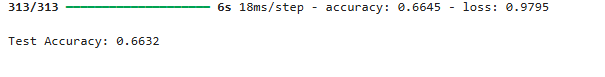 313/313 ━━━━━━━━━━━━━━━━━━━━ 6s 18ms/step - accuracy: 0.6645 - loss: 0.9795
Test Accuracy: 0.6632